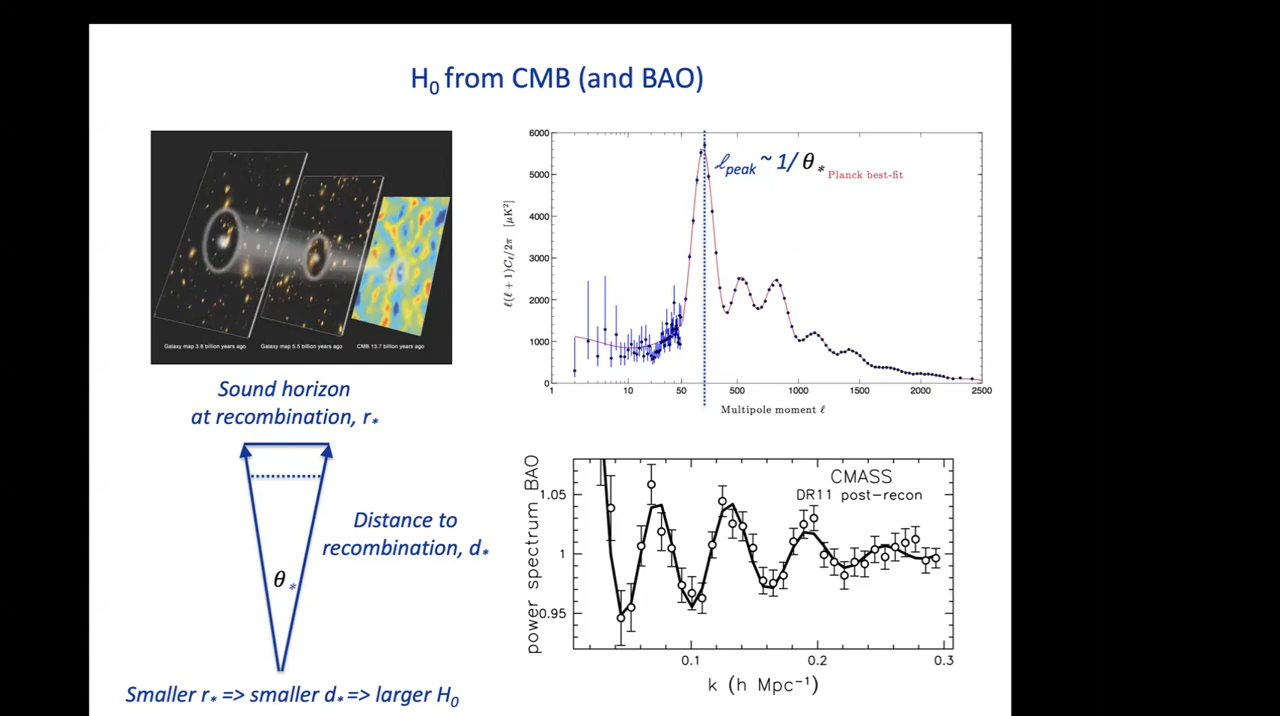 H₀ from CMB (and BAO)
Galaxy map 3.8 billion years ago
Galaxy map 5.5 billion years ago
CMB 13.7 billion years ago
Sound horizon
at recombination, r*
Distance to
recombination, d*
θ*
Smaller r* => smaller d* => larger H₀
ℓpeak ~ 1/ θ*
Planck best-fit
ℓ(ℓ+1)Cℓ/2π [μK²]
6000
5000
4000
3000
2000
1000
0
1
10
50
500
1000
1500
2000
2500
Multipole moment ℓ
CMASS
DR11 post-recon
power spectrum BAO
1.05
1
0.95
0.1
0.2
0.3
k (h Mpc⁻¹)